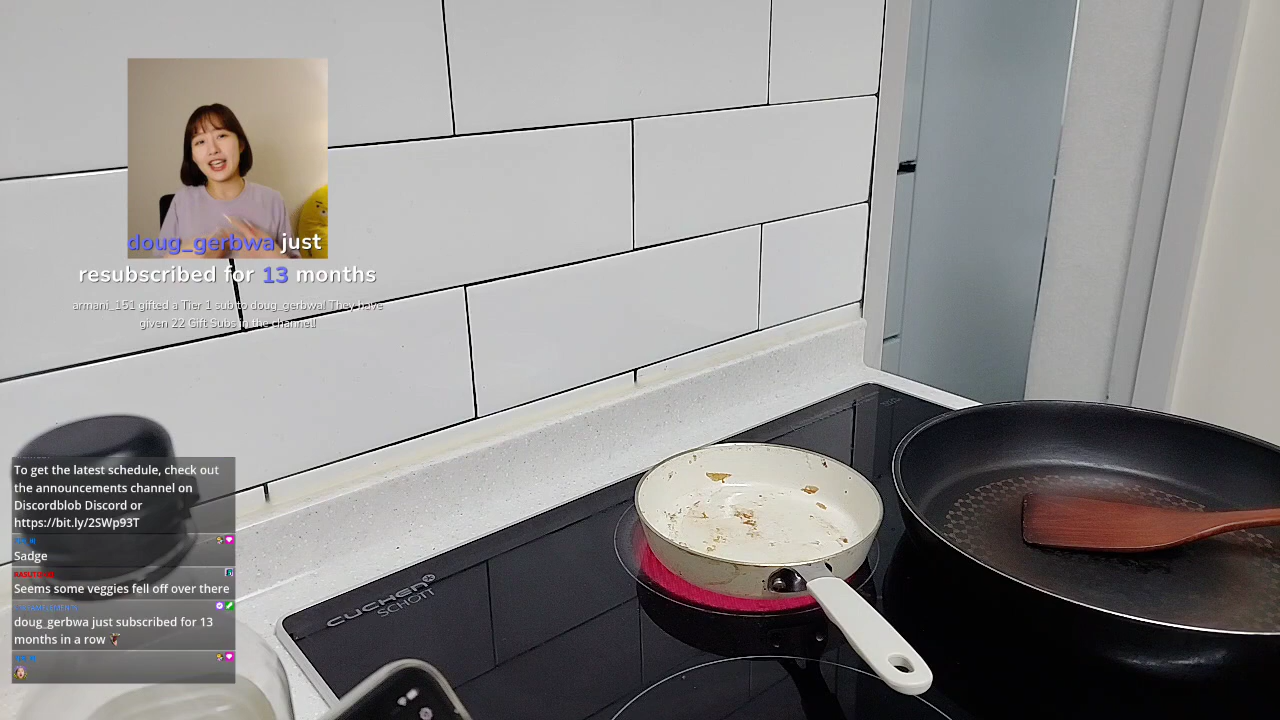 doug_gerbwa just
resubscribed for 13 months
armani_151 gifted a Tier 1 sub to doug_gerbwa! They have
given 22 Gift Subs in the channel!
To get the latest schedule, check out
the announcements channel on
Discordblob Discord or
https://bit.ly/2SWp93T
Sadge
Seems some veggies fell off over there
doug_gerbwa just subscribed for 13
months in a row
CUCHEN
SCHOTT